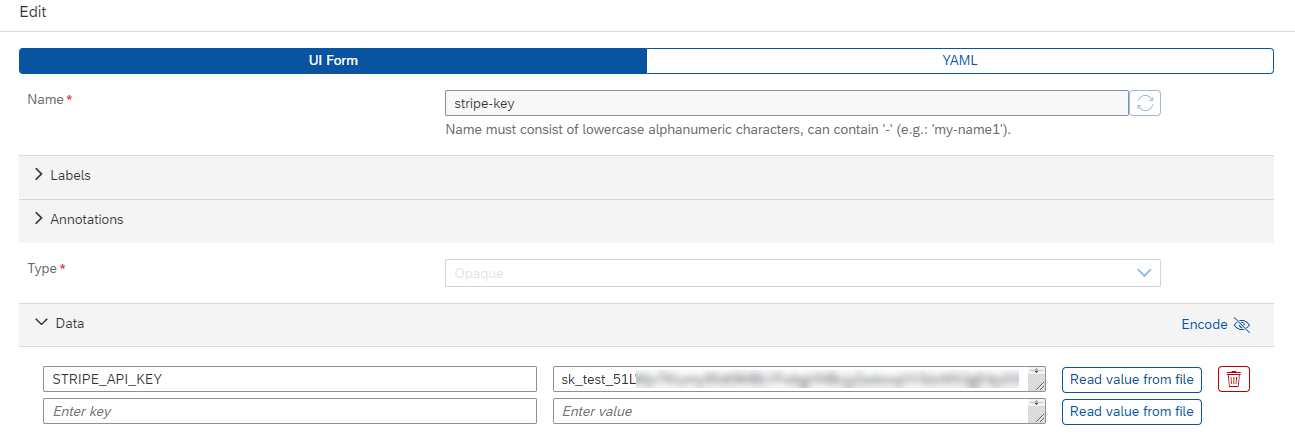 Edit
UI Form YAML
Name *
stripe-key
Name must consist of lowercase alphanumeric characters, can contain '-' (e.g.: 'my-name1').
Labels
Annotations
Type *
Opaque
Data Encode
STRIPE_API_KEY sk_test_51L Read value from file
Enter key Enter value Read value from file